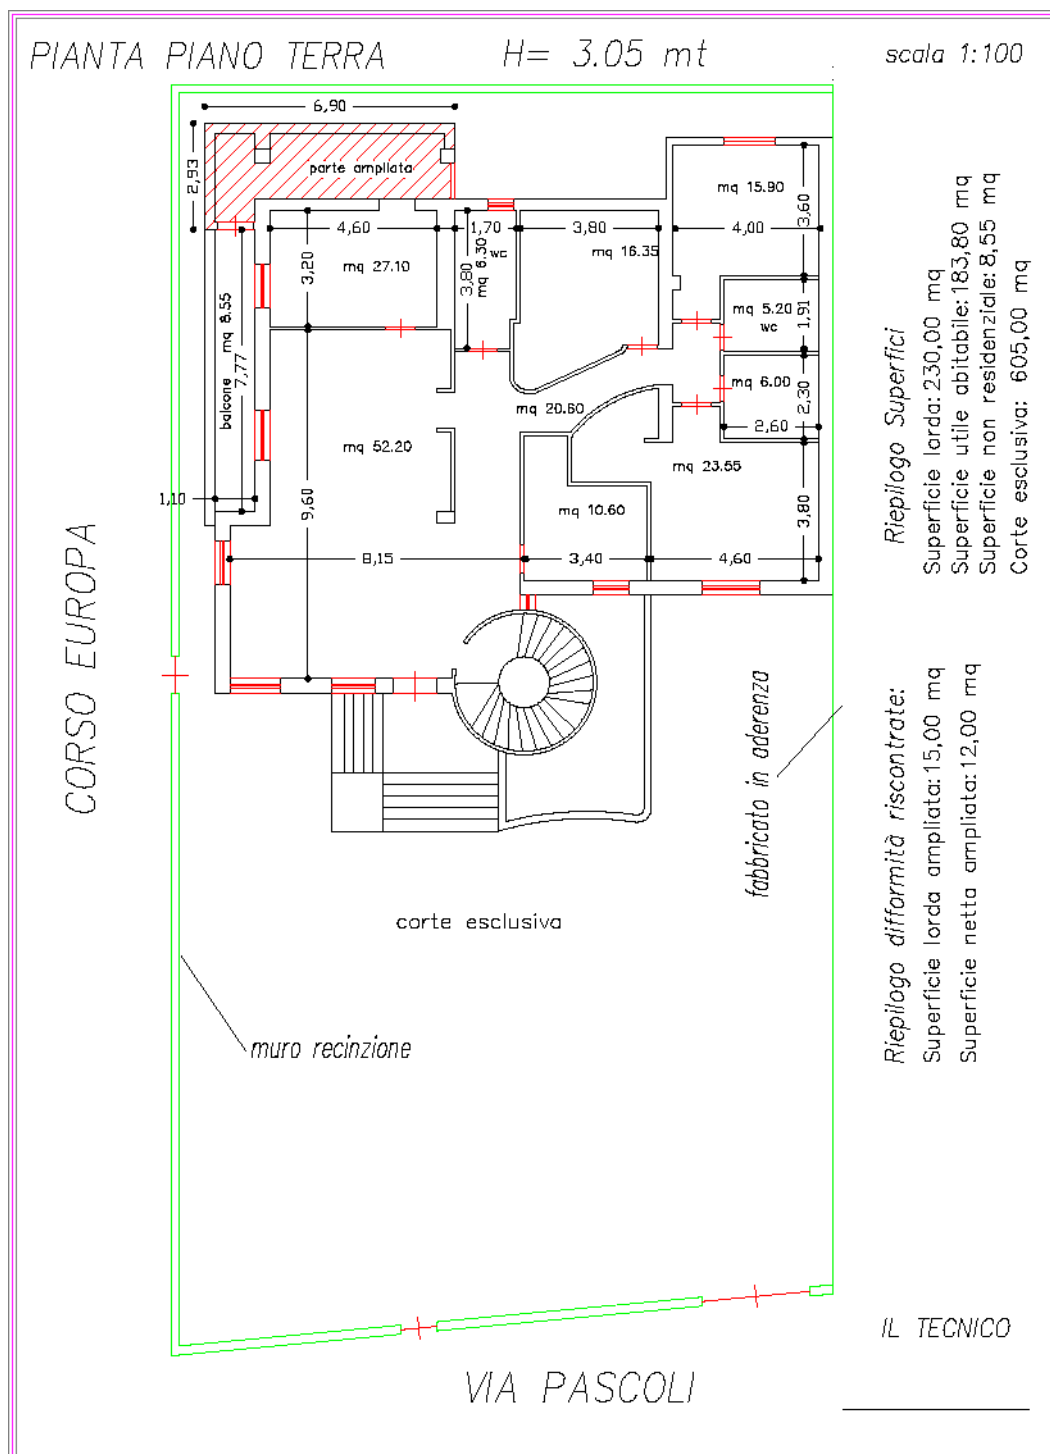 PIANTA PIANO TERRA
H= 3.05 mt
scala 1:100
6,90
2,93
parte ampliata
mq 15.90
3,60
4,00
4,60
1,70
3,80
mq 16.35
3,20
mq 27.10
3,80
mq 6.30
wc
mq 5.20
wc
1,91
balcone mq 8.55
7,77
mq 6.00
2,30
2,60
mq 20.60
mq 52.20
mq 23.55
1,10
9,60
mq 10.60
3,80
8,15
3,40
4,60
CORSO EUROPA
Riepilogo Superfici
Superficie lorda: 230,00 mq
Superficie utile abitabile: 183,80 mq
Superficie non residenziale: 8,55 mq
Corte esclusiva: 605,00 mq
fabbricato in aderenza
Riepilogo difformità riscontrate:
Superficie lorda ampliata: 15,00 mq
Superficie netta ampliata: 12,00 mq
corte esclusiva
muro recinzione
IL TECNICO
VIA PASCOLI